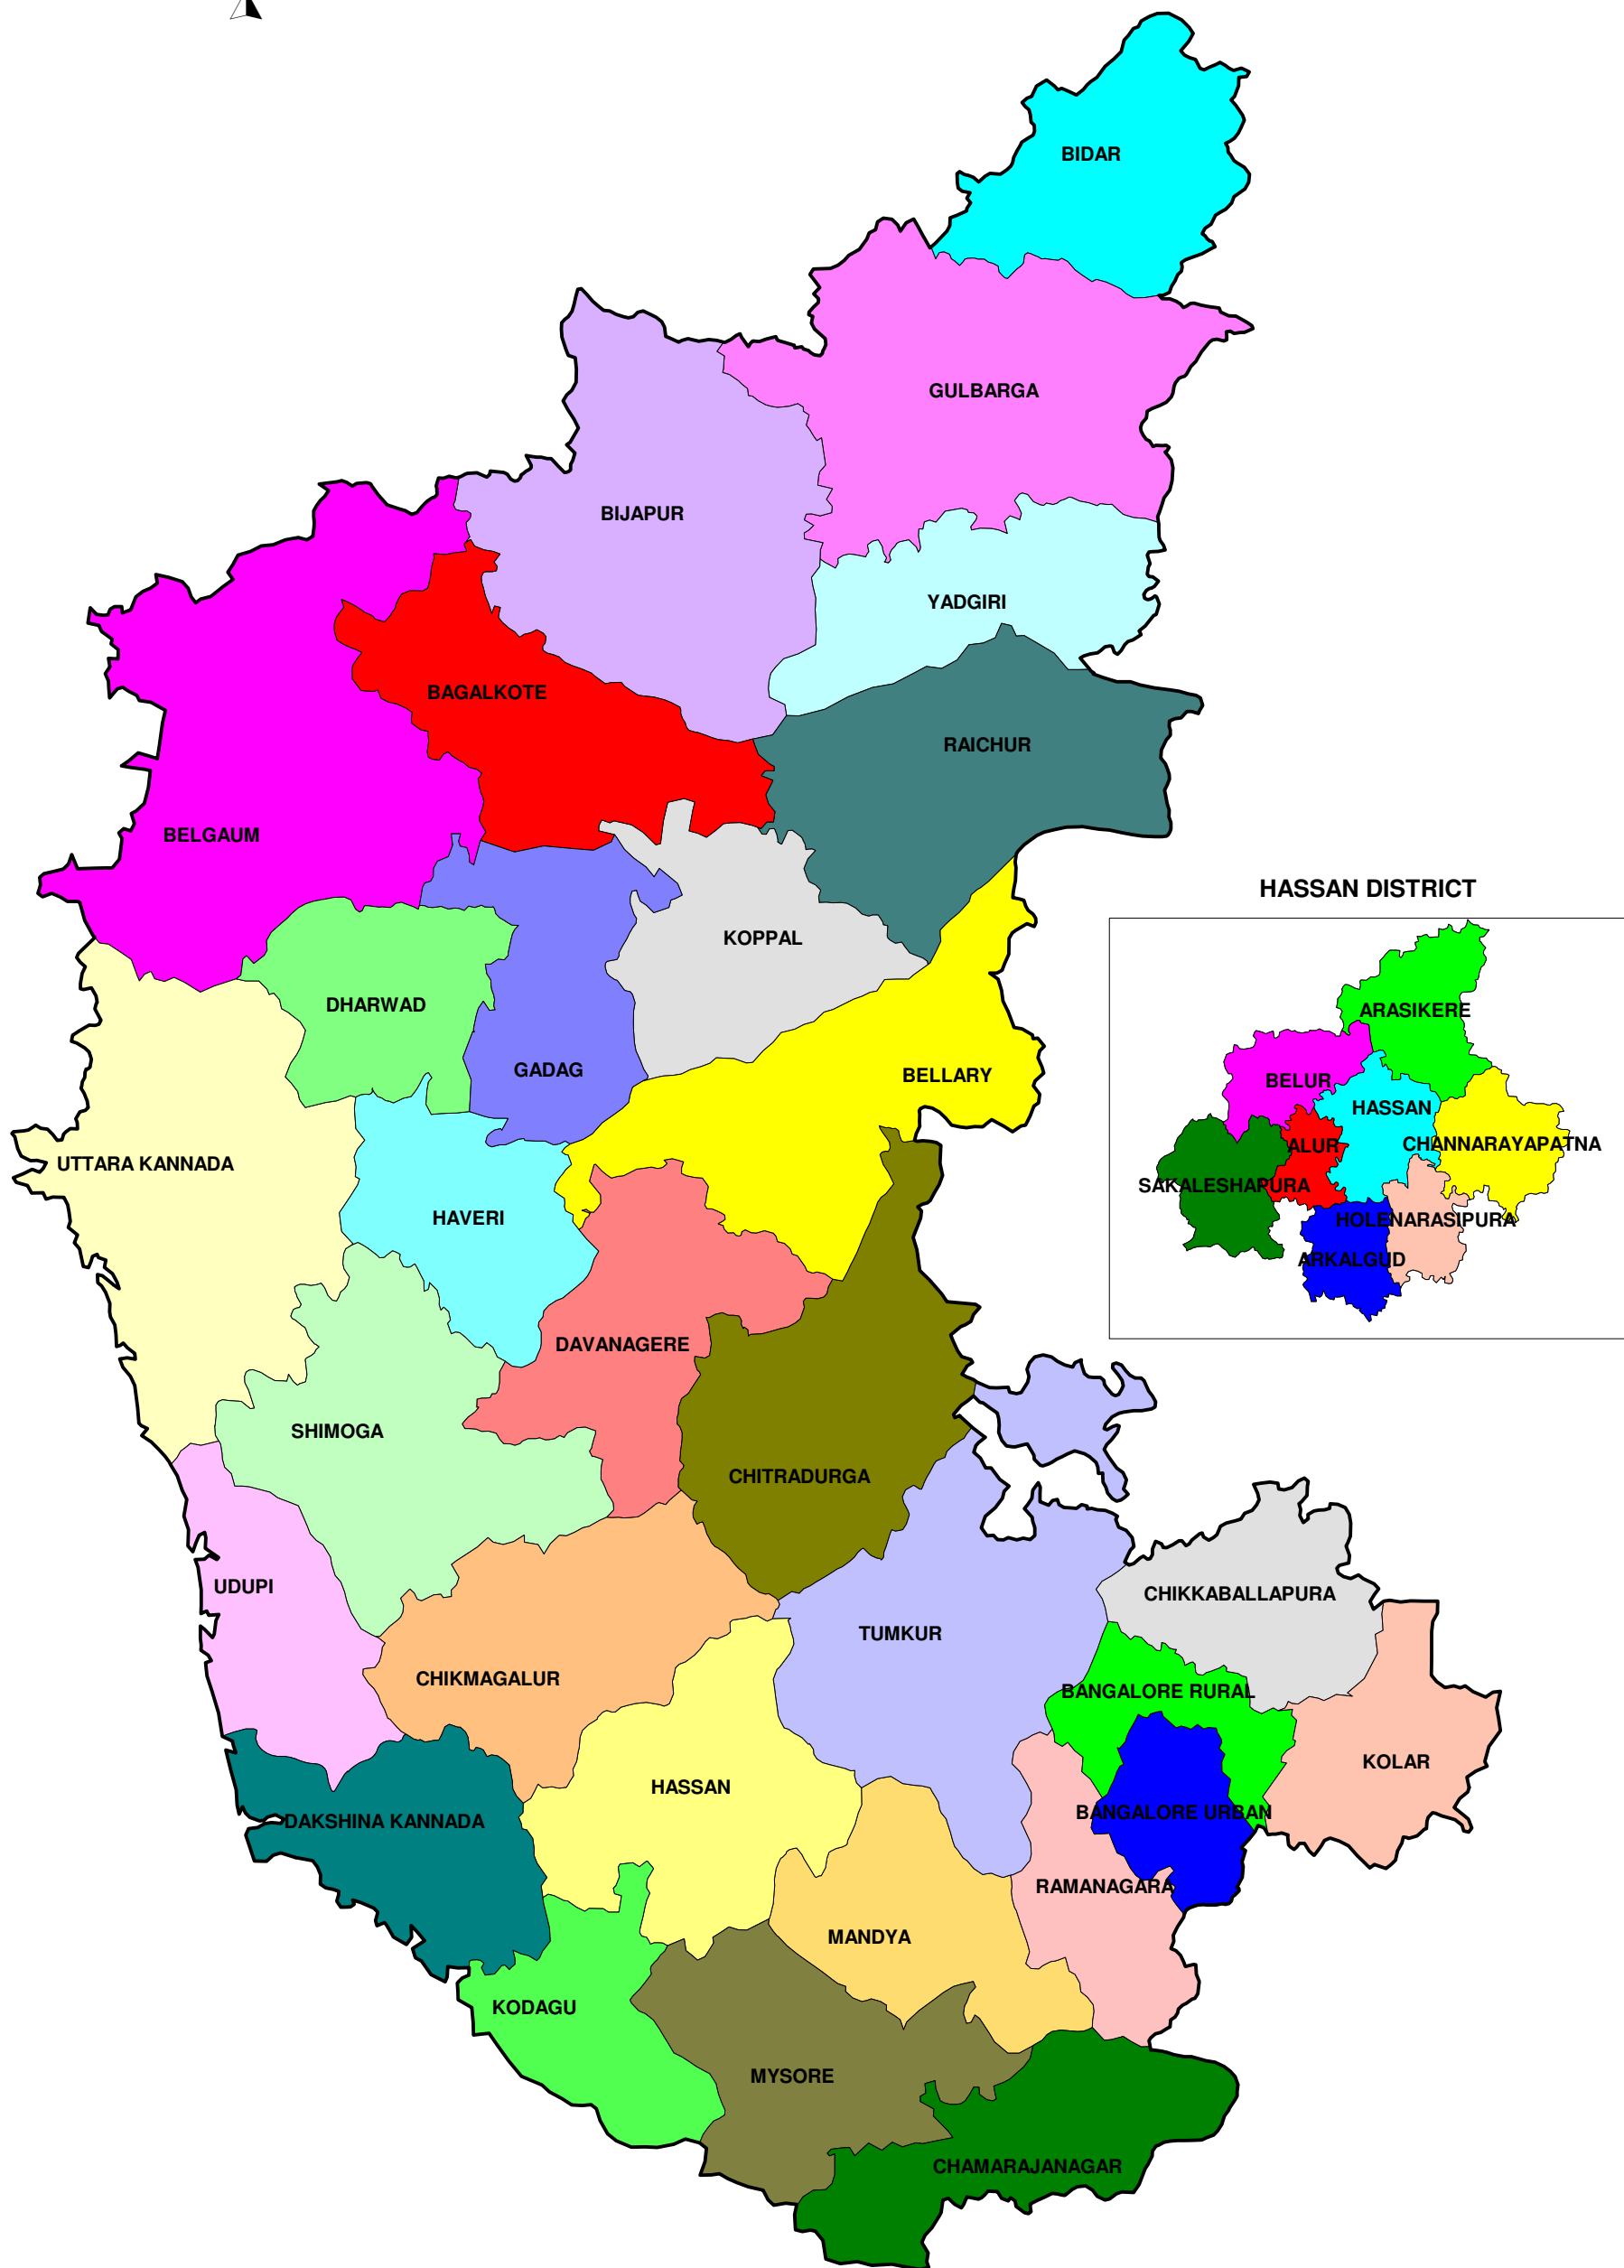 BIDAR
GULBARGA
BIJAPUR
YADGIRI
BAGALKOTE
RAICHUR
BELGAUM
HASSAN DISTRICT
KOPPAL
DHARWAD
ARASIKERE
GADAG
BELLARY
BELUR
HASSAN
ALUR
CHANNARAYAPATNA
UTTARA KANNADA
SAKALESHAPURA
HAVERI
HOLENARASIPURA
ARKALGUD
DAVANAGERE
SHIMOGA
CHITRADURGA
UDUPI
CHIKKABALLAPURA
TUMKUR
CHIKMAGALUR
BANGALORE RURAL
KOLAR
HASSAN
BANGALORE URBAN
DAKSHINA KANNADA
RAMANAGARA
MANDYA
KODAGU
MYSORE
CHAMARAJANAGAR